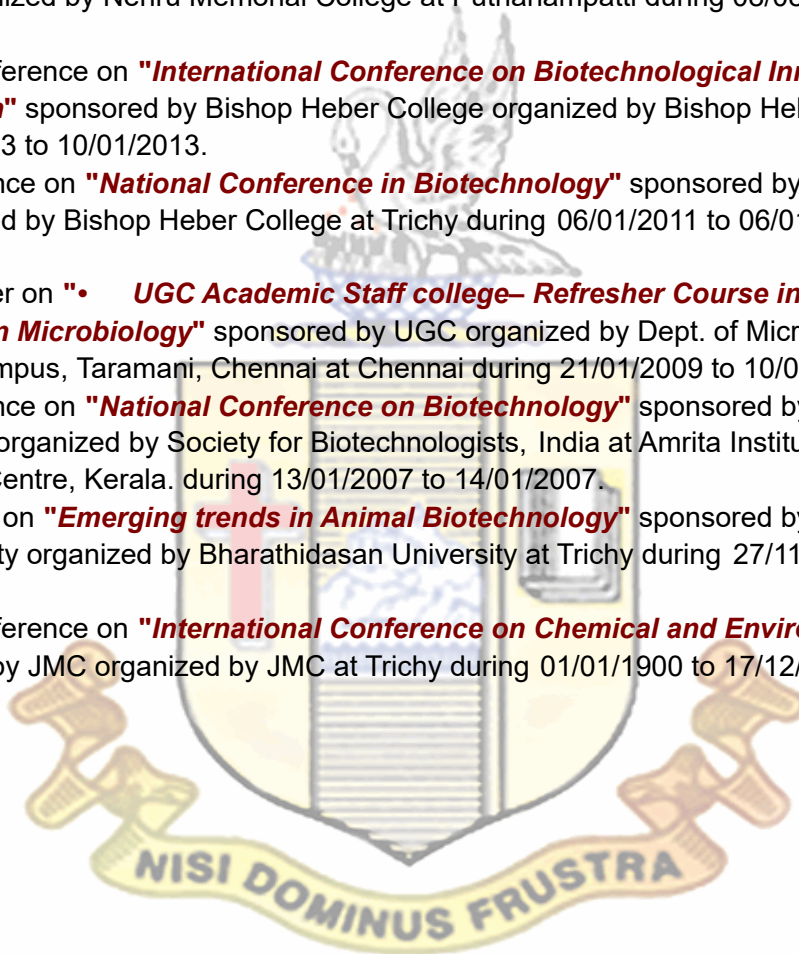 ized by Nehru Memorial College at Puthanampatti during
ference on "International Conference on Biotechnological Inn
n" sponsored by Bishop Heber College organized by Bishop Heb
3 to 10/01/2013.
nce on "National Conference in Biotechnology" sponsored by
d by Bishop Heber College at Trichy during 06/01/2011 to 06/01
er on "• UGC Academic Staff college– Refresher Course in
n Microbiology" sponsored by UGC organized by Dept. of Micr
mpus, Taramani, Chennai at Chennai during 21/01/2009 to 10/0
nce on "National Conference on Biotechnology" sponsored by
organized by Society for Biotechnologists, India at Amrita Institu
Centre, Kerala. during 13/01/2007 to 14/01/2007.
on "Emerging trends in Animal Biotechnology" sponsored by
ty organized by Bharathidasan University at Trichy during 27/11
ference on "International Conference on Chemical and Enviro
by JMC organized by JMC at Trichy during 01/01/1900 to 17/12/
NISI DOMINUS FRUSTRA